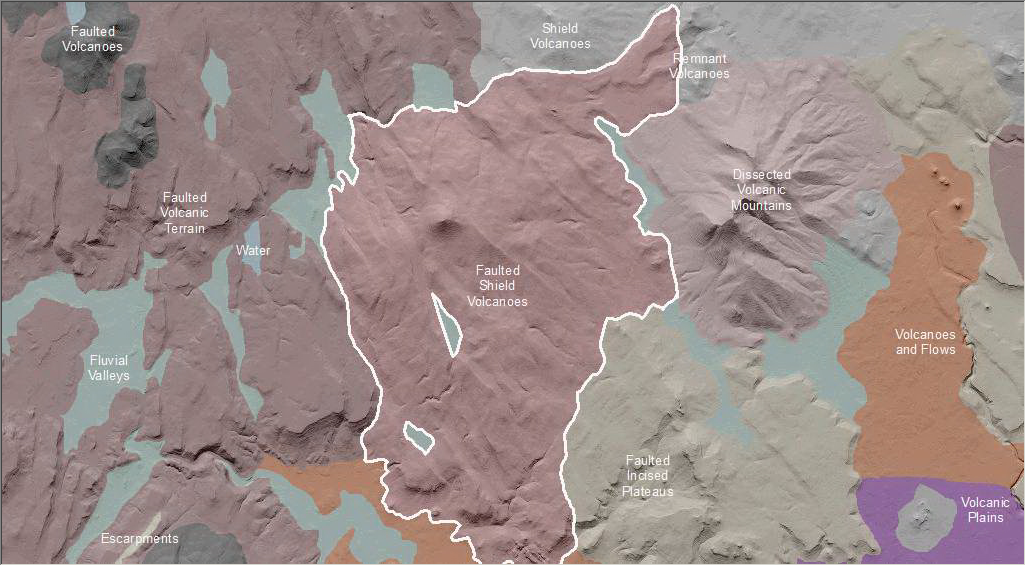 Faulted
Volcanoes
Shield
Volcanoes
Remnant
Volcanoes
Dissected
Volcanic
Mountains
Faulted
Volcanic
Terrain
Water
Faulted
Shield
Volcanoes
Volcanoes
and Flows
Fluvial
Valleys
Faulted
Incised
Plateaus
Volcanic
Plains
Escarpments